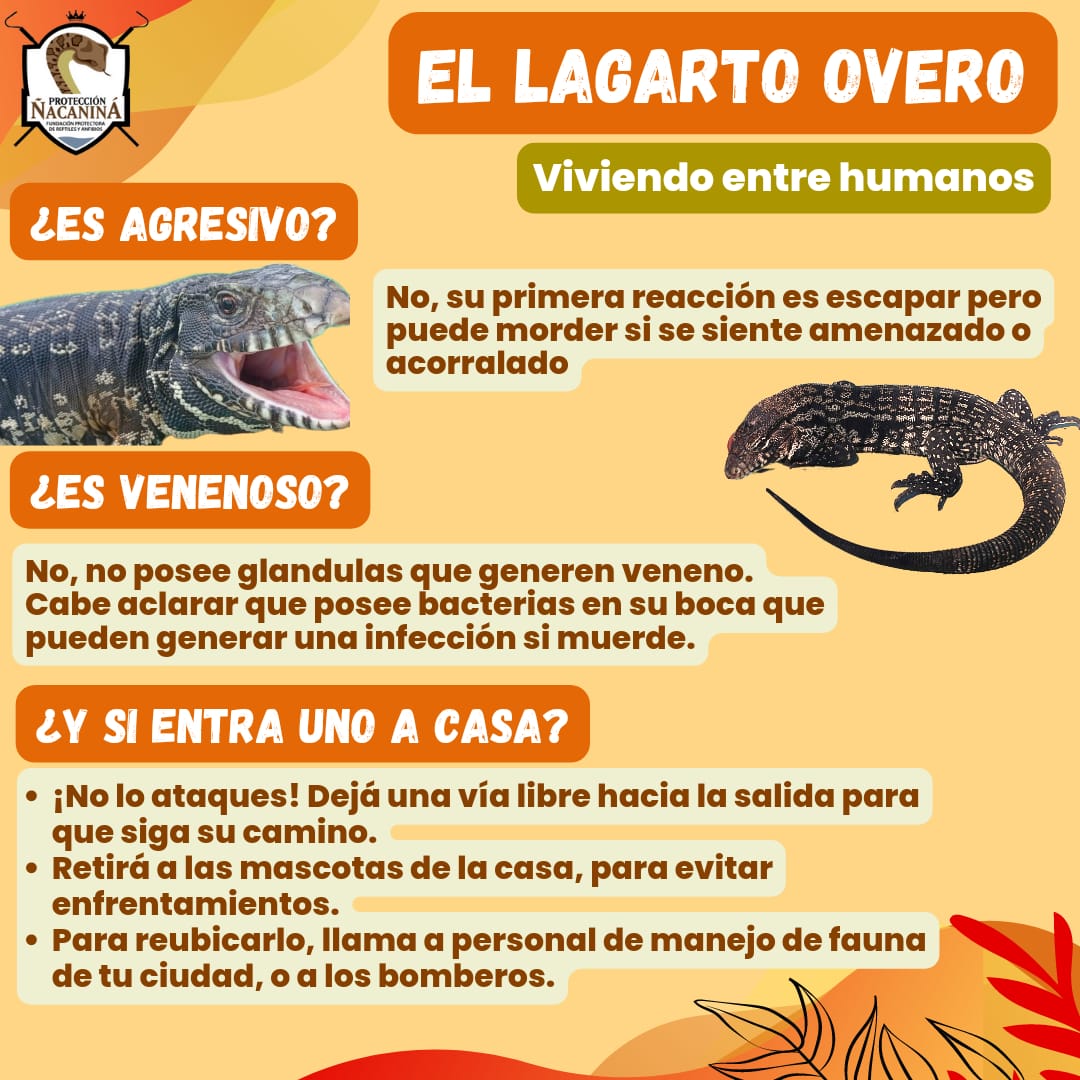 PROTECCIÓN
ÑACANINÁ
FUNDACIÓN PROTECTORA
DE REPTILES Y ANFIBIOS
EL LAGARTO OVERO
Viviendo entre humanos
¿ES AGRESIVO?
No, su primera reacción es escapar pero
puede morder si se siente amenazado o
acorralado
¿ES VENENOSO?
No, no posee glandulas que generen veneno.
Cabe aclarar que posee bacterias en su boca que
pueden generar una infección si muerde.
¿Y SI ENTRA UNO A CASA?
• ¡No lo ataques! Dejá una vía libre hacia la salida para
que siga su camino.
• Retirá a las mascotas de la casa, para evitar
enfrentamientos.
• Para reubicarlo, llama a personal de manejo de fauna
de tu ciudad, o a los bomberos.